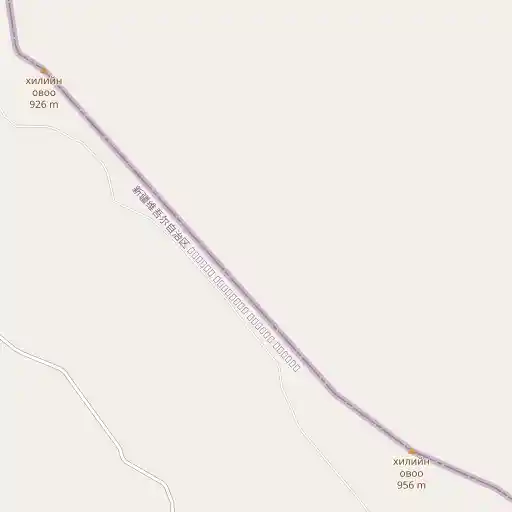 хилийн
овоо
926 m
新疆维吾尔自治区
хилийн
овоо
956 m